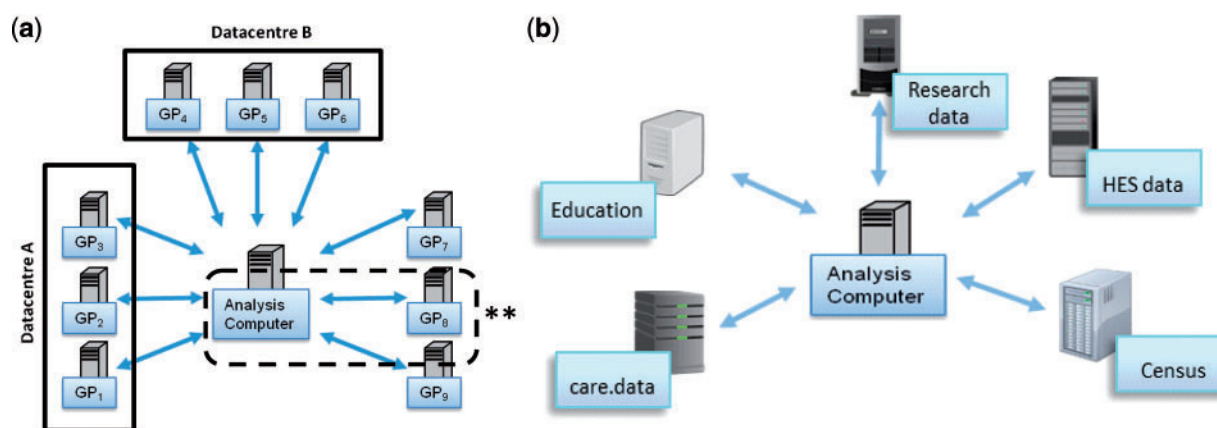 (a)
Datacentre B
GP4
GP5
GP6
Datacentre A
GP3
GP2
GP1
Analysis
Computer
GP7
GP8
GP9
**
(b)
Research
data
Education
HES data
Analysis
Computer
care.data
Census